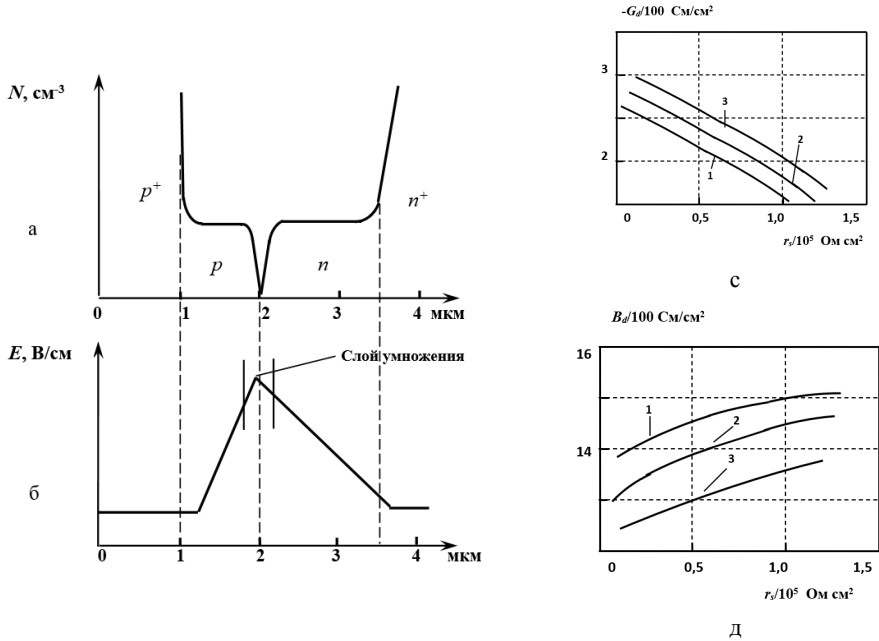 N, см-3
p+
n+
а
p
n
0
1
2
3
4
мкм
E, В/см
Слой умножения
б
0
1
2
3
4
мкм
-Gd/100 См/см2
3
2
3
2
1
0
0,5
1,0
1,5
rs/105 Ом см2
с
Bd/100 См/см2
16
14
1
2
3
0
0,5
1,0
1,5
rs/105 Ом см2
д